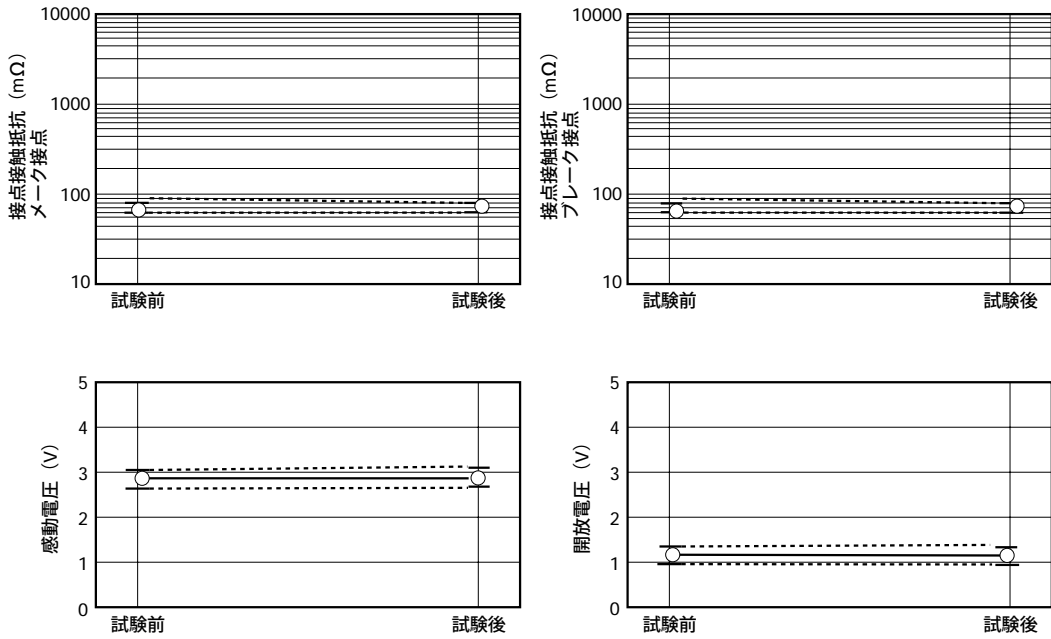 10000
1000
100
10
接点接触抵抗（mΩ）
メーク接点
試験前
試験後
10000
1000
100
10
接点接触抵抗（mΩ）
ブレーク接点
試験前
試験後
5
4
3
2
1
0
感動電圧（V）
試験前
試験後
5
4
3
2
1
0
開放電圧（V）
試験前
試験後